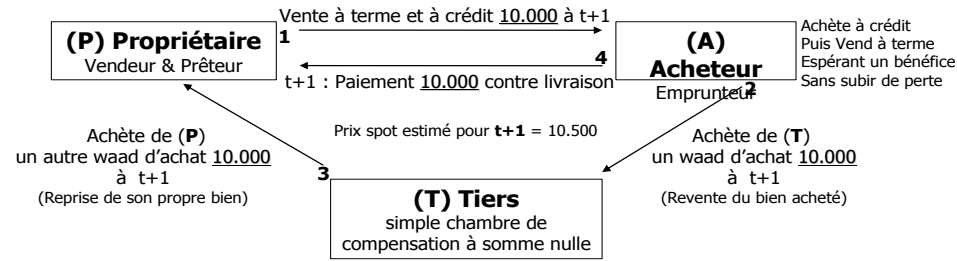 Vente à terme et à crédit 10.000 à t+1
(P) Propriétaire
Vendeur & Prêteur
1
4
t+1 : Paiement 10.000 contre livraison
(A)
Acheteur
Emprunteur
2
Achète à crédit
Puis Vend à terme
Espérant un bénéfice
Sans subir de perte
Achète de (P)
un autre waad d'achat 10.000
à t+1
(Reprise de son propre bien)
Prix spot estimé pour t+1 = 10.500
Achète de (T)
un waad d'achat 10.000
à t+1
(Revente du bien acheté)
3
(T) Tiers
simple chambre de
compensation à somme nulle